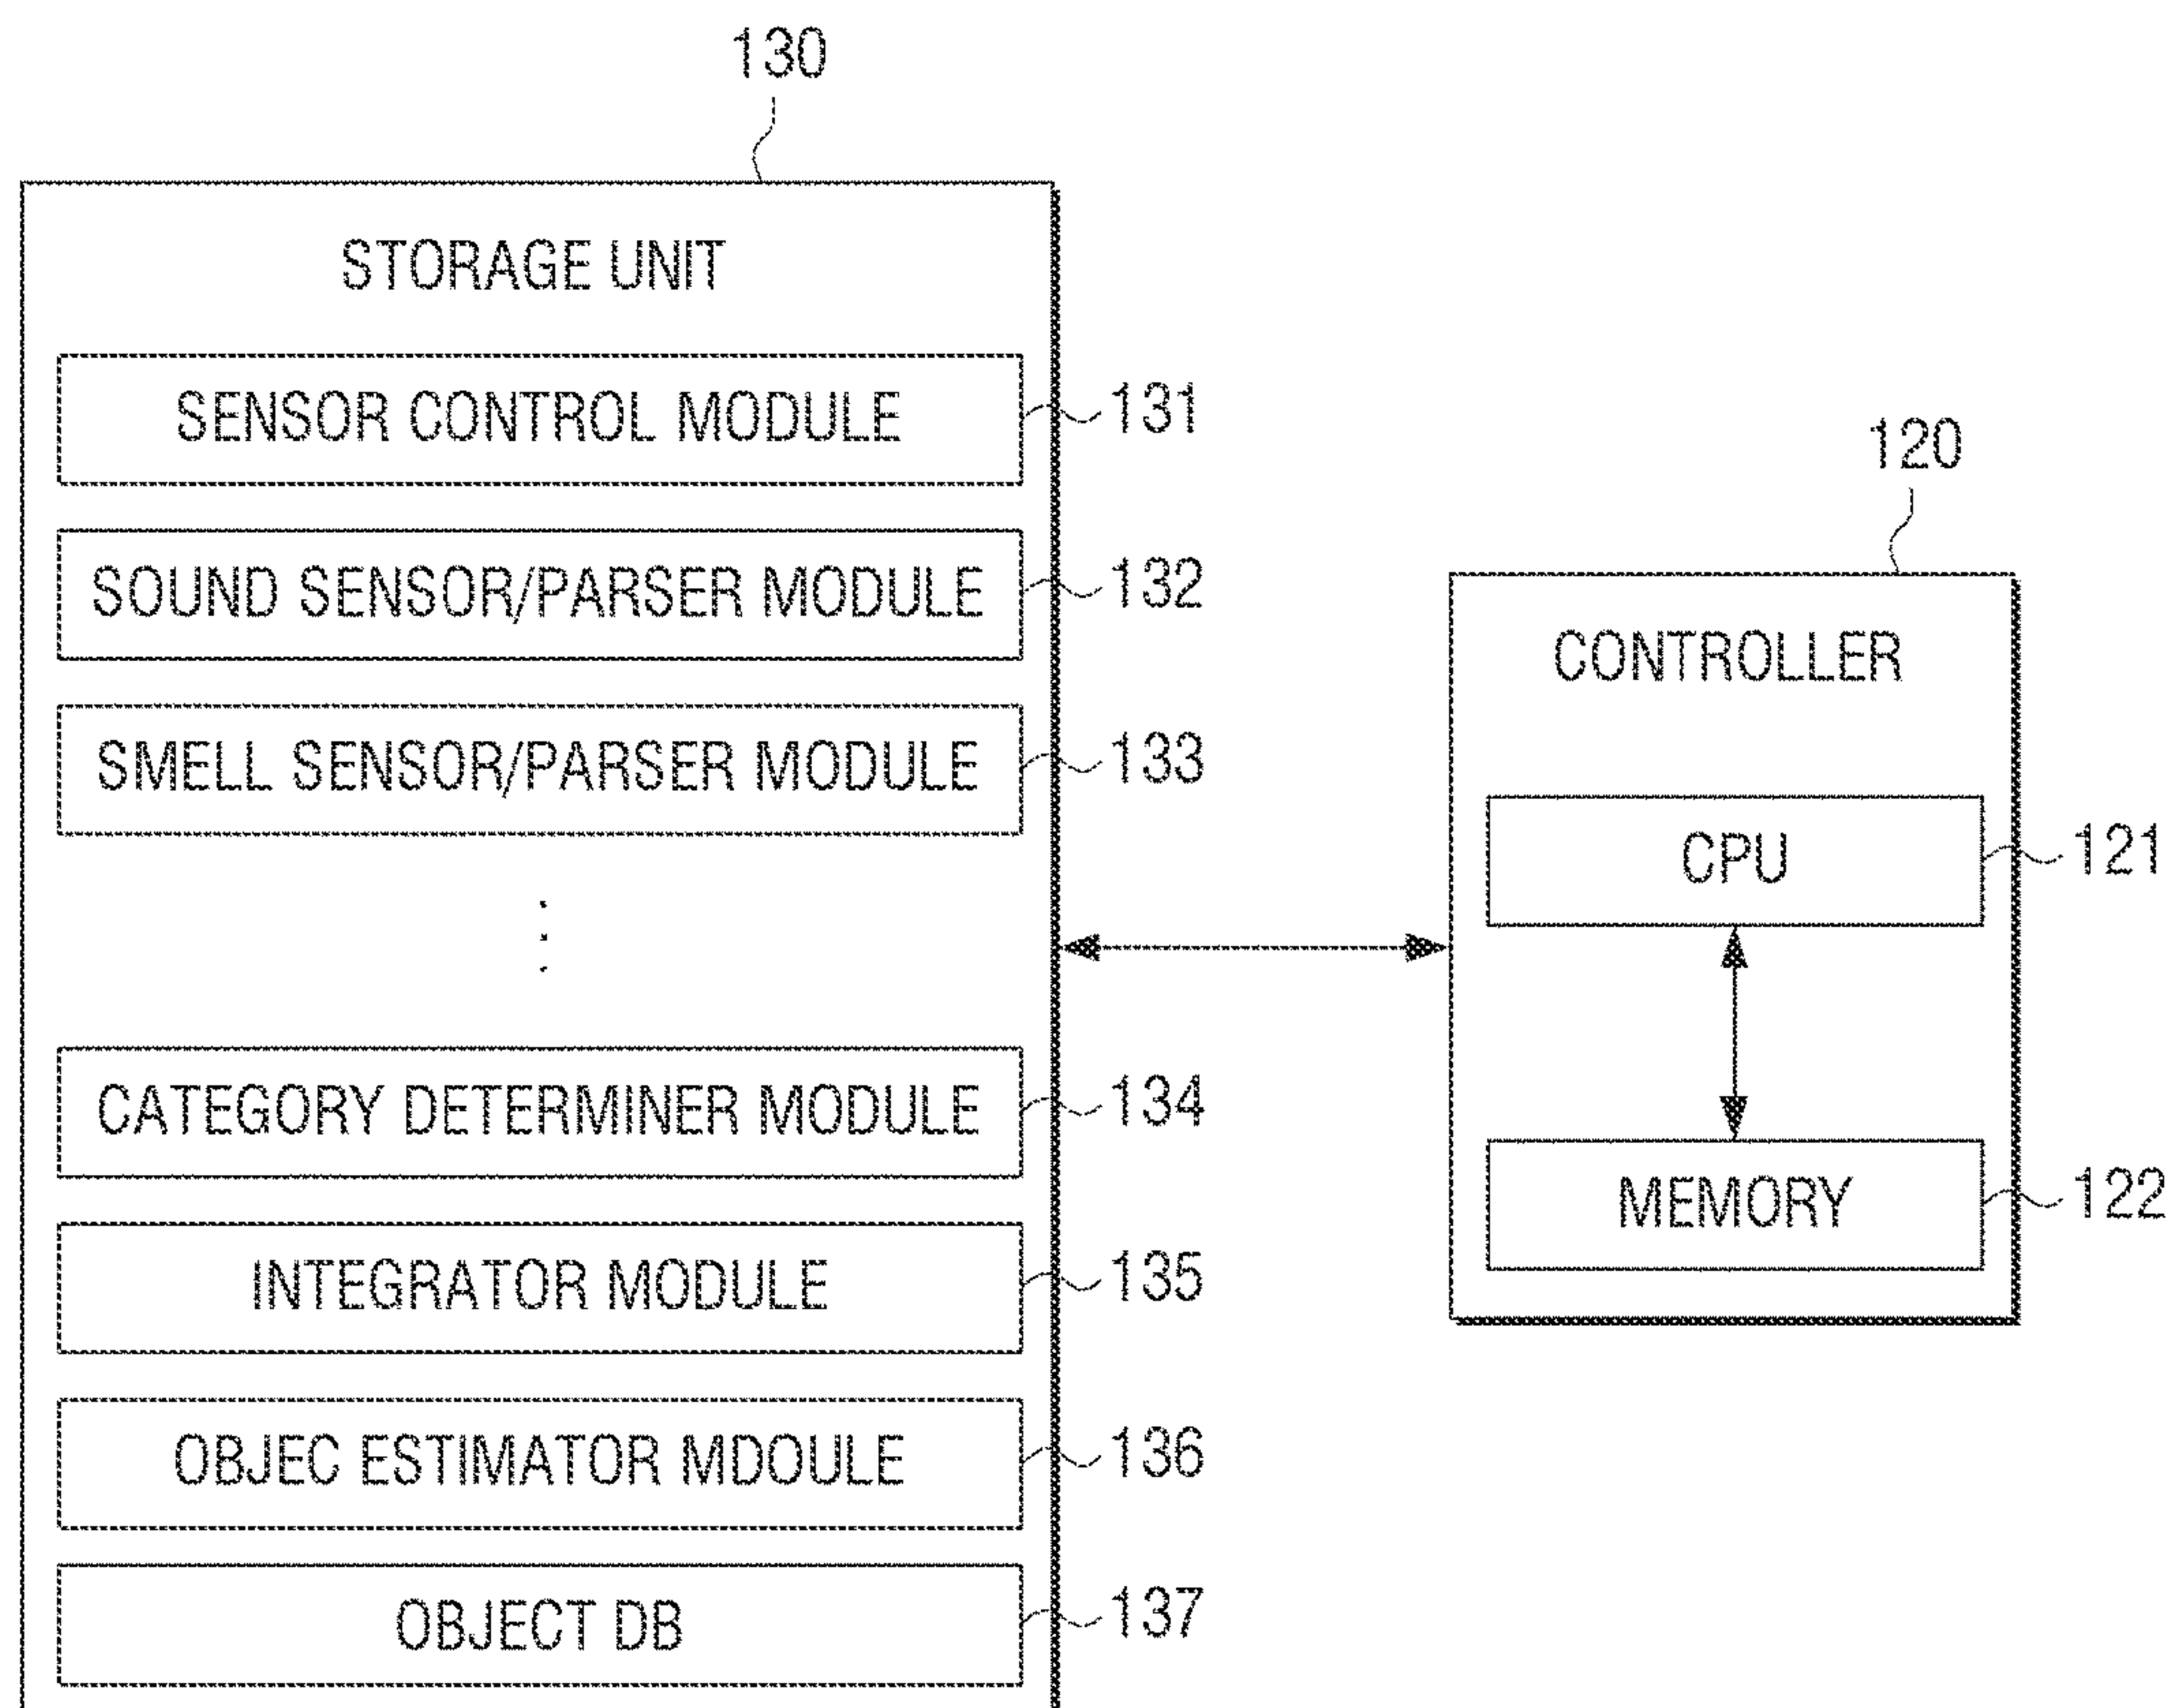 130
STORAGE UNIT
SENSOR CONTROL MODULE
131
SOUND SENSOR/PARSER MODULE
132
SMELL SENSOR/PARSER MODULE
133
CATEGORY DETERMINER MODULE
134
INTEGRATOR MODULE
135
OBJEC ESTIMATOR MDOULE
136
OBJECT DB
137
120
CONTROLLER
CPU
121
MEMORY
122